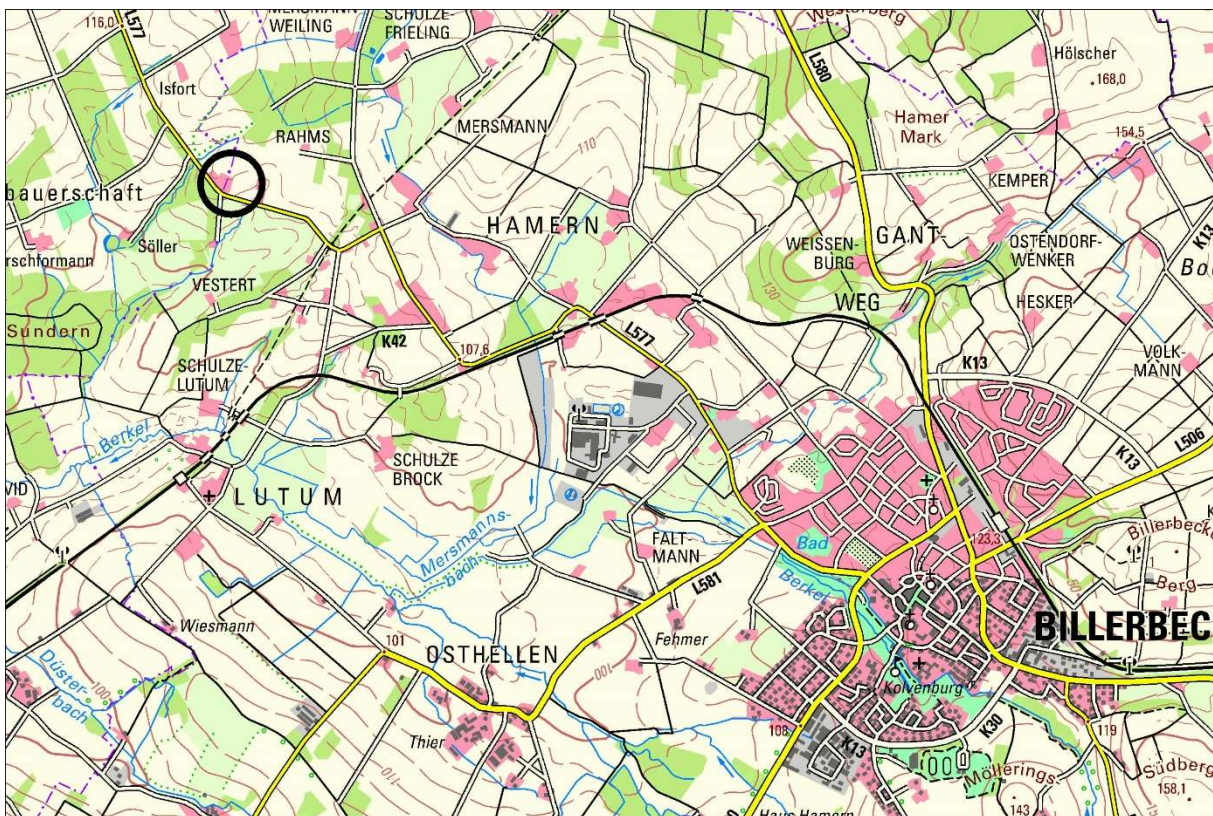 116,0
L577
MERSMANN
WEILING
SCHULZE-
FRIELING
Westerberg
L580
Hölscher
168,0
Isfort
RAHMS
MERSMANN
110
Hamer
Mark
154,5
bauerschaft
KEMPER
K13
Söller
HAMERN
GANT-
WEISSEN-
BURG
OSTENDORF-
WENKER
rschformann
VESTERT
130
WEG
HESKER
Sundern
K42
107,6
L577
K13
VOLK-
MANN
SCHULZE-
LUTUM
Berkel
SCHULZE
BROCK
K13
L506
VID
LUTUM
Mersmanns-
bach
FALT-
MANN
Bad
123,3
Billerbecke
Berg
Berkel
L581
Wiesmann
Fehmer
BILLERBEC
101
OSTHELLEN
100
Düster-
bach
100
Kolvenburg
Thier
108
K13
K30
119
110
Möllerings
Südberg
143
158,1
Haus Hamern